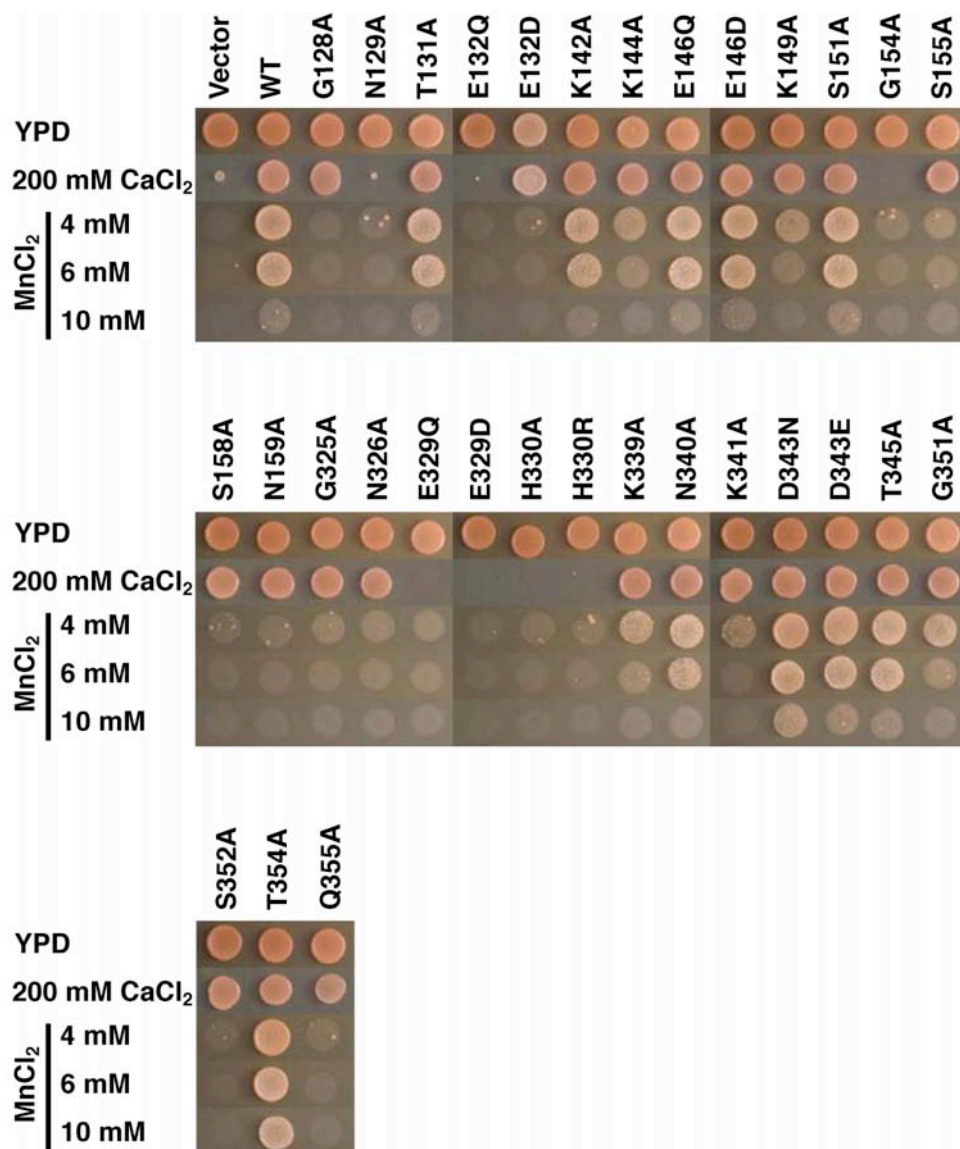 Vector WT G128A N129A T131A E132Q E132D K142A K144A E146Q E146D K149A S151A G154A S155A
YPD
200 mM CaCl₂
MnCl₂
4 mM
6 mM
10 mM
S158A N159A G325A N326A E329Q E329D H330A H330R K339A N340A K341A D343N D343E T345A G351A
YPD
200 mM CaCl₂
MnCl₂
4 mM
6 mM
10 mM
S352A T354A Q355A
YPD
200 mM CaCl₂
MnCl₂
4 mM
6 mM
10 mM